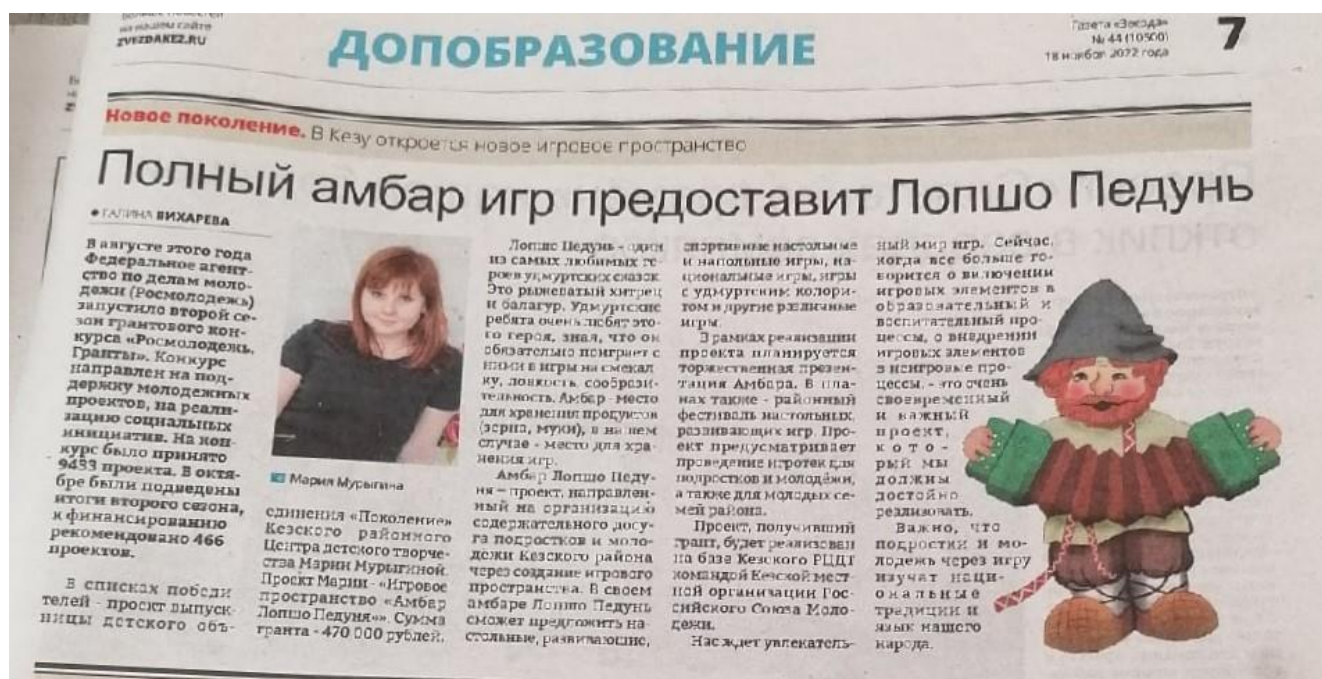 на нашем сайте
ZVEZDAKEZ.RU
ДОПОБРАЗОВАНИЕ
Газета «Звезда»
№ 44 (10500)
18 ноября 2022 года
7
Новое поколение. В Кезу откроется новое игровое пространство
Полный амбар игр предоставит Лопшо Педунь
• ГАЛИНА ВИХАРЕВА
В августе этого года
Федеральное агент-
ство по делам моло-
дежи (Росмолодежь)
запустило второй се-
зон грантового кон-
курса «Росмолодежь.
Гранты». Конкурс
направлен на под-
держку молодежных
проектов, на реали-
зацию социальных
инициатив. На кон-
курс было принято
9433 проекта. В октя-
бре были подведены
итоги второго сезона,
к финансированию
рекомендовано 466
проектов.
В списках победи
телей - проект выпуск-
ницы детского объ-
Мария Мурыгина
единения «Поколение»
Кезского районного
Центра детского творче-
ства Марии Мурыгиной.
Проект Марии - «Игровое
пространство «Амбар
Лопшо Педуня»». Сумма
гранта - 470 000 рублей.
Лопшо Педунь - один
из самых любимых ге-
роев удмуртских сказок.
Это рыжеватый хитрец
и балагур. Удмуртские
ребята очень любят это-
го героя, зная, что он
обязательно поиграет с
ними в игры на смекал
ку, ловкость, сообрази-
тельность. Амбар - место
для хранения продуктов
(зерна, муки), в нашем
случае - место для хра-
нения игр.
Амбар Лопшо Педу-
ня – проект, направлен-
ный на организацию
содержательного досу-
га подростков и моло-
дежи Кезского района
через создание игрового
пространства. В своем
амбаре Лопшо Педунь
сможет предложить на-
стольные, развивающие,
спортивные настольные
и напольные игры, на-
циональные игры, игры
с удмуртским колори-
том и другие различные
игры.
В рамках реализации
проекта планируется
торжественная презен-
тация Амбара. В пла-
нах также - районный
фестиваль настольных,
развивающих игр. Про-
ект предусматривает
проведение игротек для
подростков и молодёжи,
а также для молодых се-
мей района.
Проект, получивший
грант, будет реализован
на базе Кезского РЦДТ
командой Кезской мест-
ной организации Рос-
сийского Союза Моло-
дежи.
Нас ждет увлекатель-
ный мир игр. Сейчас,
когда все больше го-
ворится о включении
игровых элементов в
образовательный и
воспитательный про-
цессы, о внедрении
игровых элементов
в неигровые про-
цессы, - это очень
своевременный
и важный
проект,
кото-
рый мы
должны
достойно
реализовать.
Важно, что
подростки и мо-
лодежь через игру
изучат наци-
ональные
традиции и
язык нашего
народа.